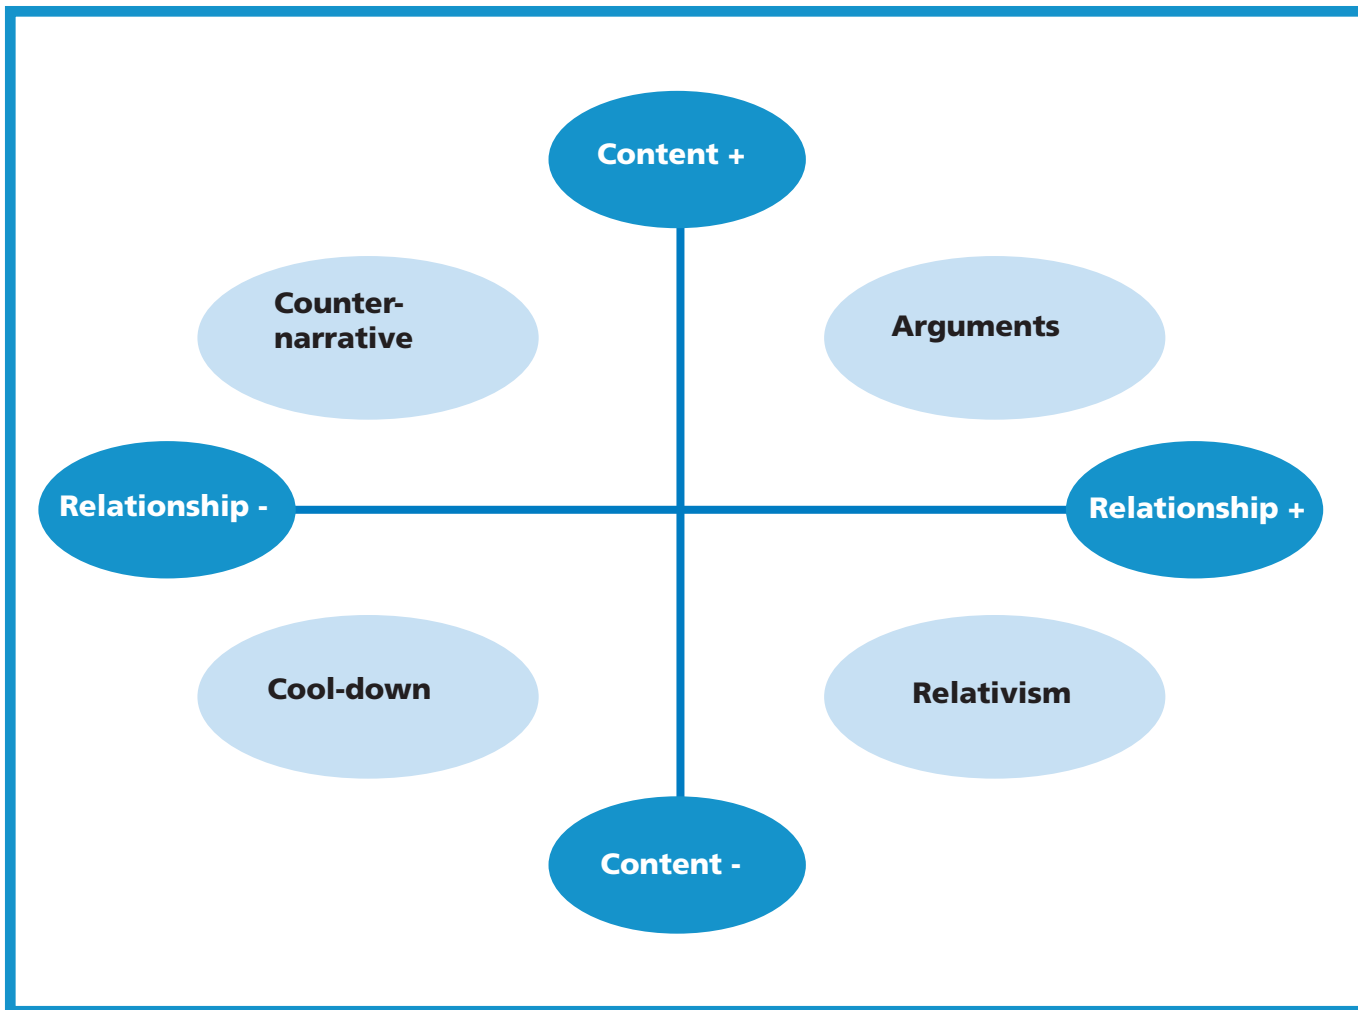 Content +
Counter-
narrative
Arguments
Relationship -
Relationship +
Cool-down
Relativism
Content -